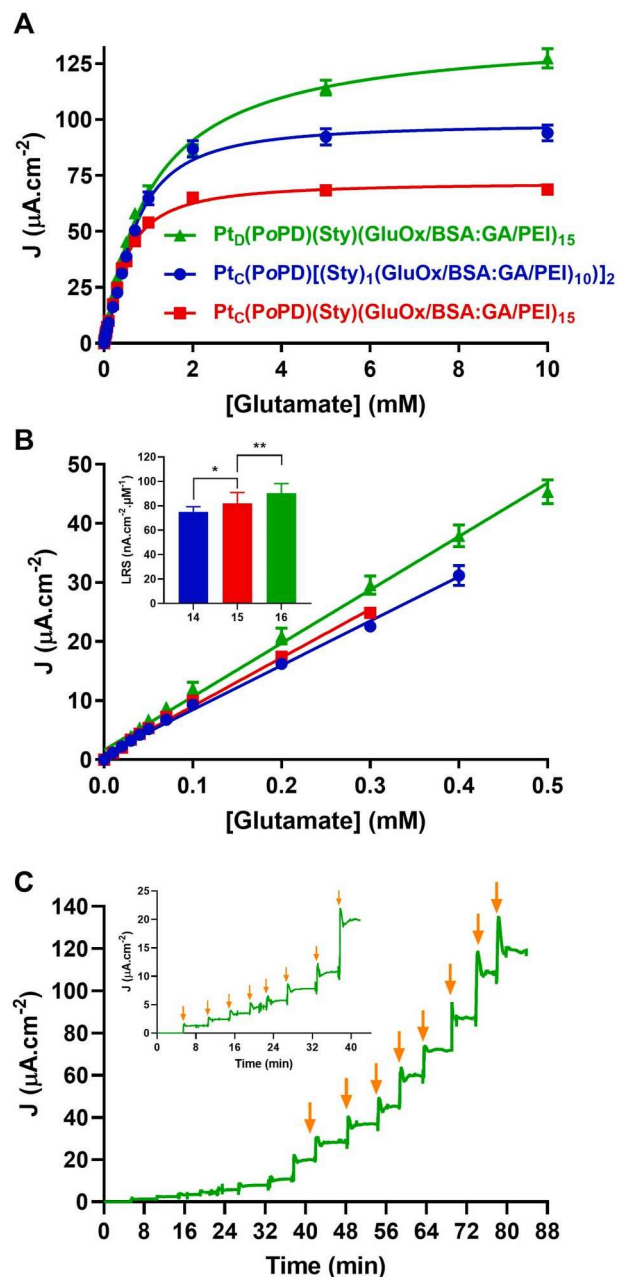 A
J (μA.cm-2)
125
100
75
50
25
0
PtD(PoPD)(Sty)(GluOx/BSA:GA/PEI)15
PtC(PoPD)[(Sty)1(GluOx/BSA:GA/PEI)10)]2
PtC(PoPD)(Sty)(GluOx/BSA:GA/PEI)15
0 2 4 6 8 10
[Glutamate] (mM)
B
J (μA.cm-2)
50
40
30
20
10
0
LRS (nA.cm-2.μM-1)
120
100
80
60
40
20
0
* **
14 15 16
0.0 0.1 0.2 0.3 0.4 0.5
[Glutamate] (mM)
C
J (μA.cm-2)
140
120
100
80
60
40
20
0
J (μA.cm-2)
25
20
15
10
5
0
0 8 16 24 32 40
Time (min)
0 8 16 24 32 40 48 56 64 72 80 88
Time (min)